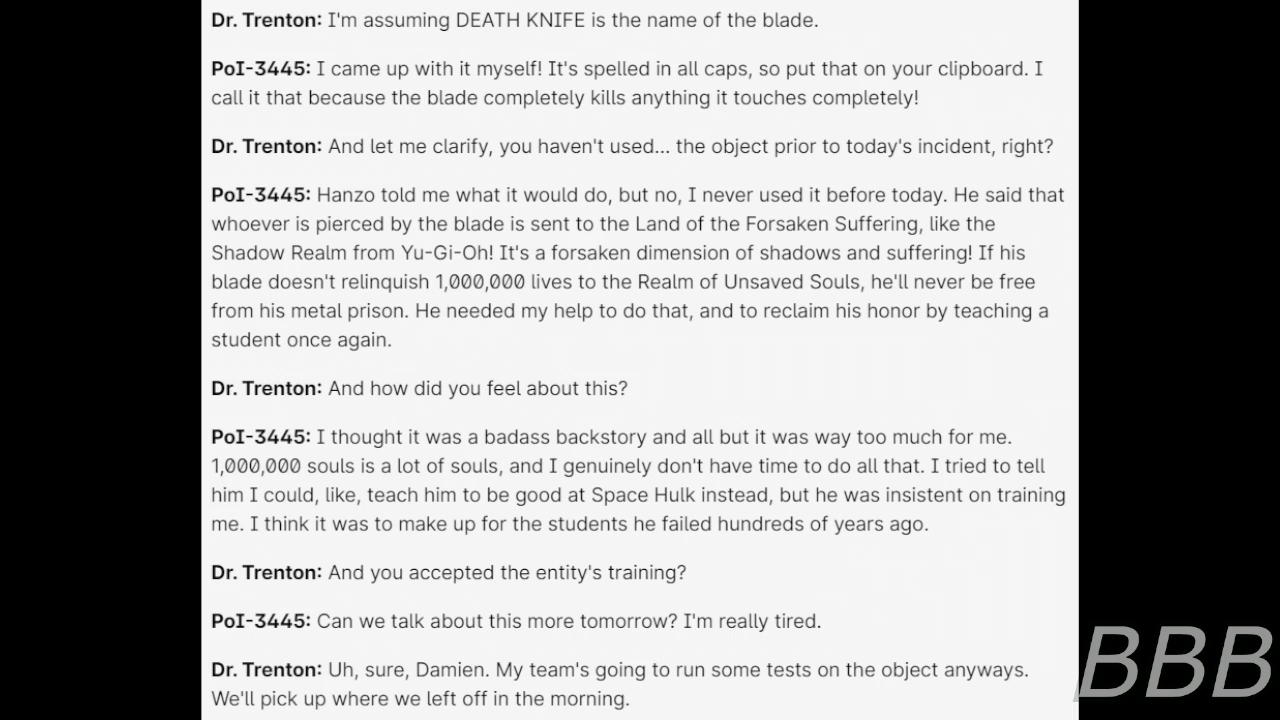 Dr. Trenton: I'm assuming DEATH KNIFE is the name of the blade.
PoI-3445: I came up with it myself! It's spelled in all caps, so put that on your clipboard. I
call it that because the blade completely kills anything it touches completely!
Dr. Trenton: And let me clarify, you haven't used... the object prior to today's incident, right?
PoI-3445: Hanzo told me what it would do, but no, I never used it before today. He said that
whoever is pierced by the blade is sent to the Land of the Forsaken Suffering, like the
Shadow Realm from Yu-Gi-Oh! It's a forsaken dimension of shadows and suffering! If his
blade doesn't relinquish 1,000,000 lives to the Realm of Unsaved Souls, he'll never be free
from his metal prison. He needed my help to do that, and to reclaim his honor by teaching a
student once again.
Dr. Trenton: And how did you feel about this?
PoI-3445: I thought it was a badass backstory and all but it was way too much for me.
1,000,000 souls is a lot of souls, and I genuinely don't have time to do all that. I tried to tell
him I could, like, teach him to be good at Space Hulk instead, but he was insistent on training
me. I think it was to make up for the students he failed hundreds of years ago.
Dr. Trenton: And you accepted the entity's training?
PoI-3445: Can we talk about this more tomorrow? I'm really tired.
Dr. Trenton: Uh, sure, Damien. My team's going to run some tests on the object anyways.
We'll pick up where we left off in the morning.
BBB